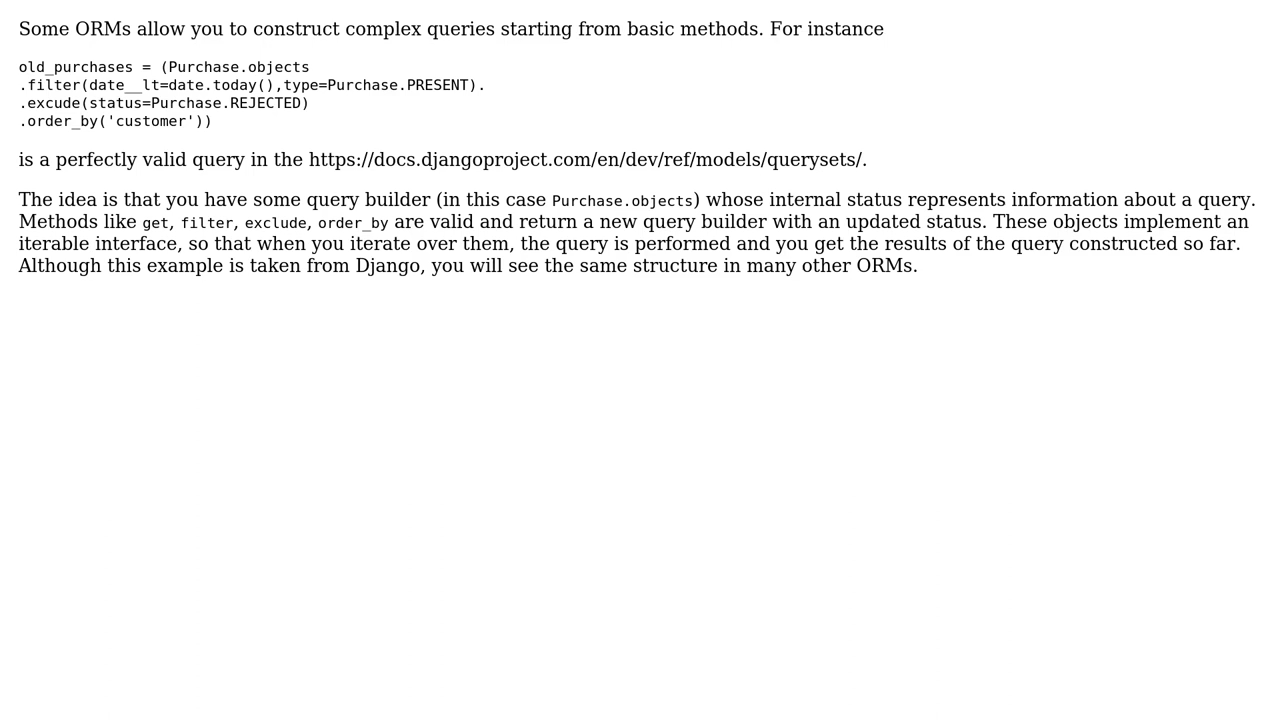 Some ORMs allow you to construct complex queries starting from basic methods. For instance
old_purchases = (Purchase.objects
.filter(date__lt=date.today(),type=Purchase.PRESENT).
.excude(status=Purchase.REJECTED)
.order_by('customer'))
is a perfectly valid query in the https://docs.djangoproject.com/en/dev/ref/models/querysets/.
The idea is that you have some query builder (in this case Purchase.objects) whose internal status represents information about a query.
Methods like get, filter, exclude, order_by are valid and return a new query builder with an updated status. These objects implement an
iterable interface, so that when you iterate over them, the query is performed and you get the results of the query constructed so far.
Although this example is taken from Django, you will see the same structure in many other ORMs.